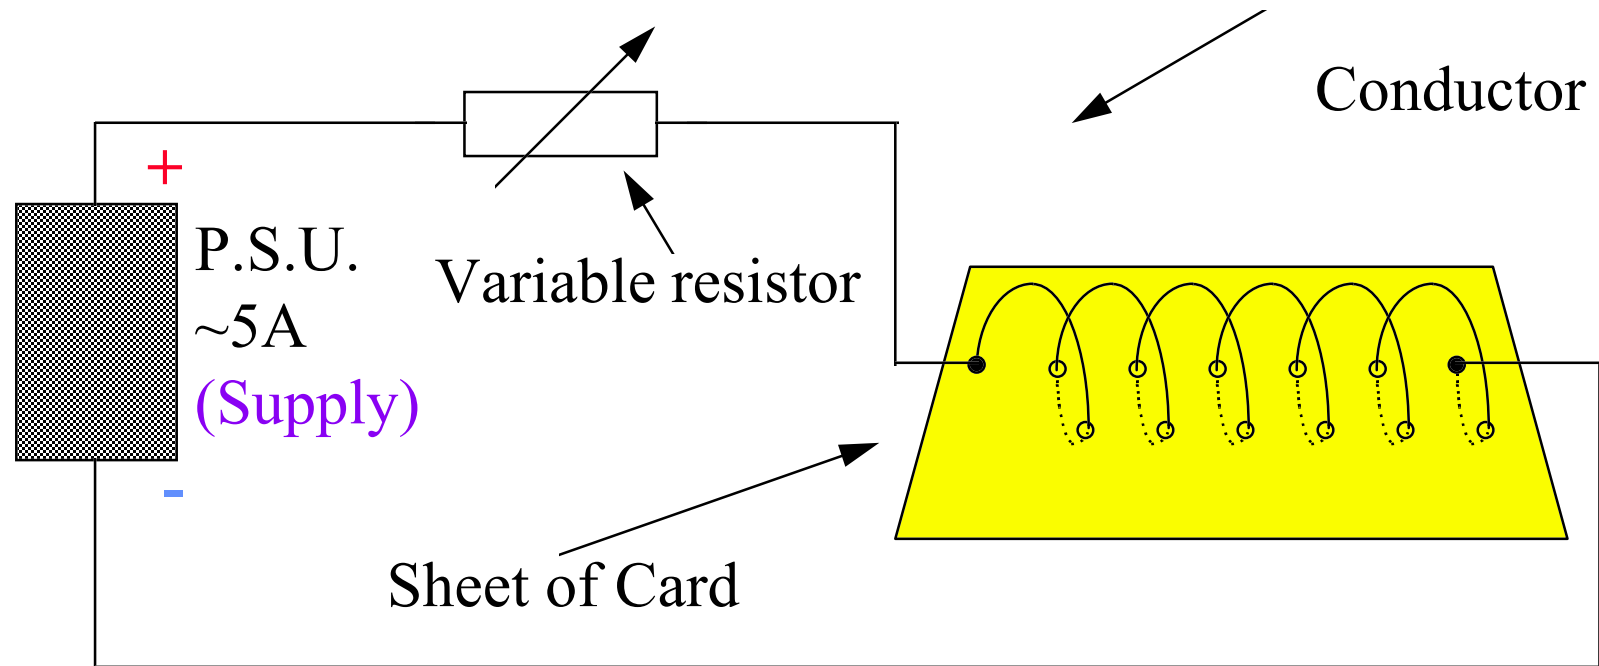 Conductor
+
P.S.U.
~5A
(Supply)
-
Variable resistor
Sheet of Card